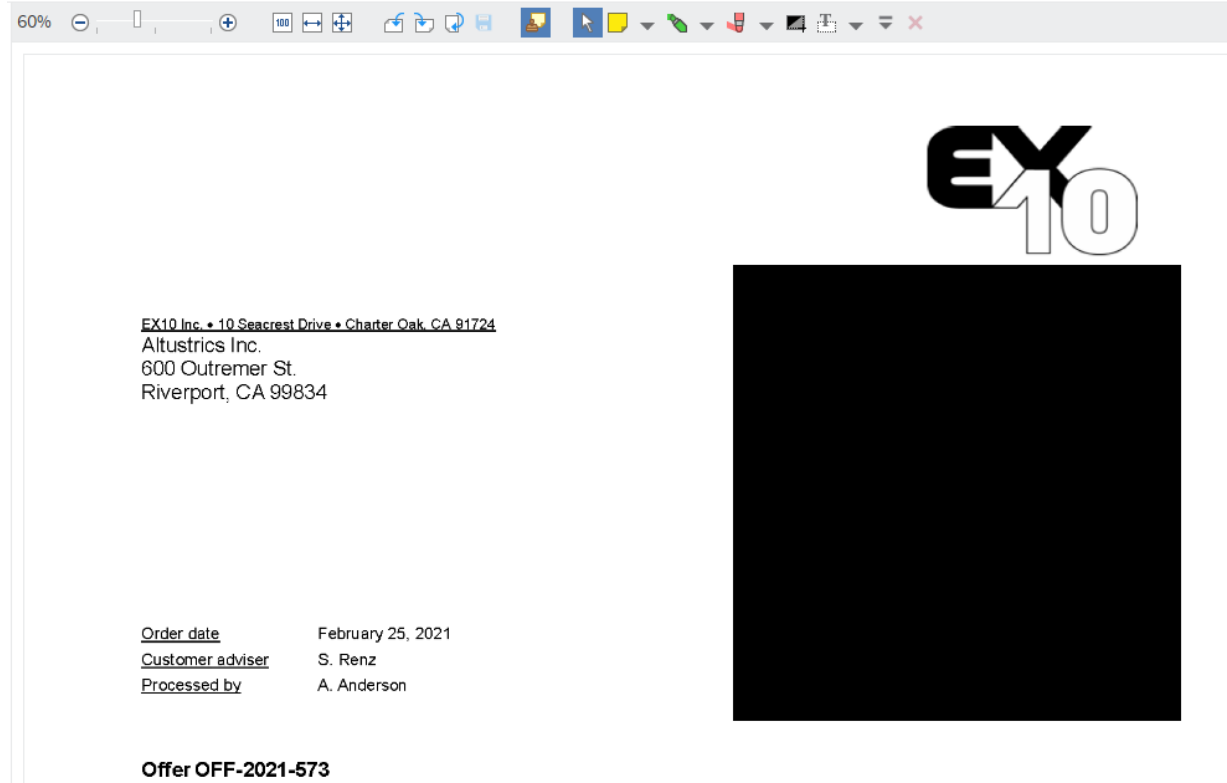 60%
100
T
EX10
EX10 Inc. • 10 Seacrest Drive • Charter Oak, CA 91724
Altustrics Inc.
600 Outremer St.
Riverport, CA 99834
Order date February 25, 2021
Customer adviser S. Renz
Processed by A. Anderson
Offer OFF-2021-573